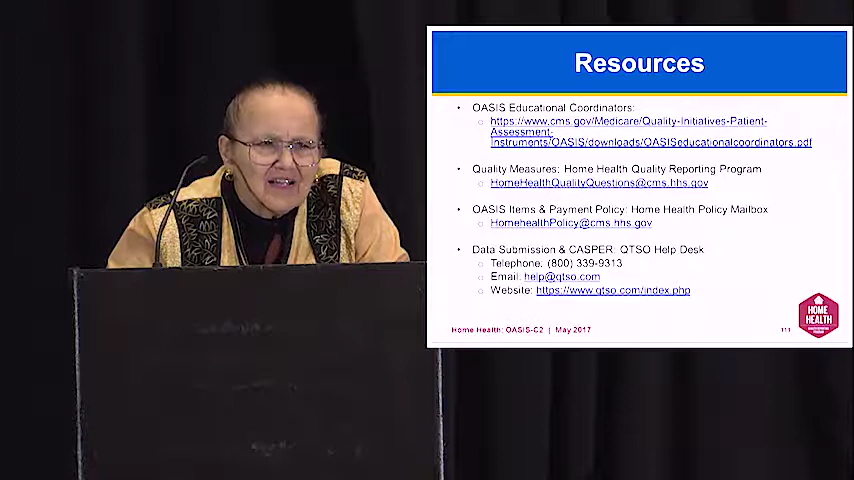 Resources
• OASIS Educational Coordinators:
o https://www.cms.gov/Medicare/Quality-Initiatives-Patient-
Assessment-
Instruments/OASIS/downloads/OASISeducationalcoordinators.pdf
• Quality Measures: Home Health Quality Reporting Program
o HomeHealthQualityQuestions@cms.hhs.gov
• OASIS Items & Payment Policy: Home Health Policy Mailbox
o HomehealthPolicy@cms.hhs.gov
• Data Submission & CASPER: QTSO Help Desk
o Telephone: (800) 339-9313
o Email: help@qtso.com
o Website: https://www.qtso.com/index.php
Home Health: OASIS-C2 | May 2017
111
HOME
HEALTH